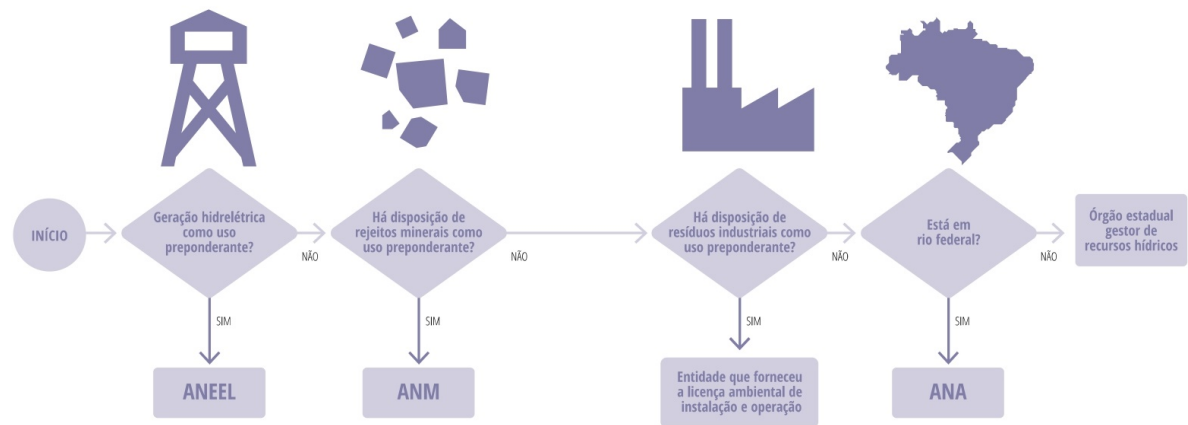 INÍCIO
Geração hidrelétrica
como uso
preponderante?
NÃO
SIM
ANEEL
Há disposição de
rejeitos minerais como
uso preponderante?
NÃO
SIM
ANM
Há disposição de
resíduos industriais como
uso preponderante?
NÃO
SIM
Entidade que forneceu
a licença ambiental de
instalação e operação
Está em
rio federal?
NÃO
SIM
ANA
Órgão estadual
gestor de
recursos hídricos